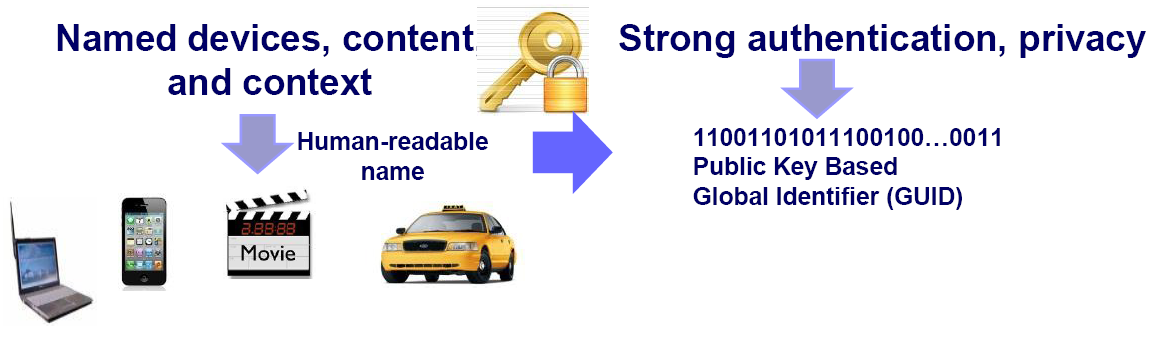 Named devices, content,
and context
Strong authentication, privacy
Human-readable
name
11001101011100100…0011
Public Key Based
Global Identifier (GUID)
Movie